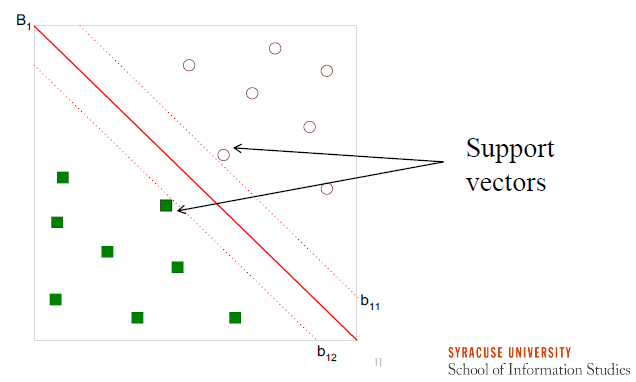 B1
Support
vectors
b11
b12
11
SYRACUSE UNIVERSITY
School of Information Studies